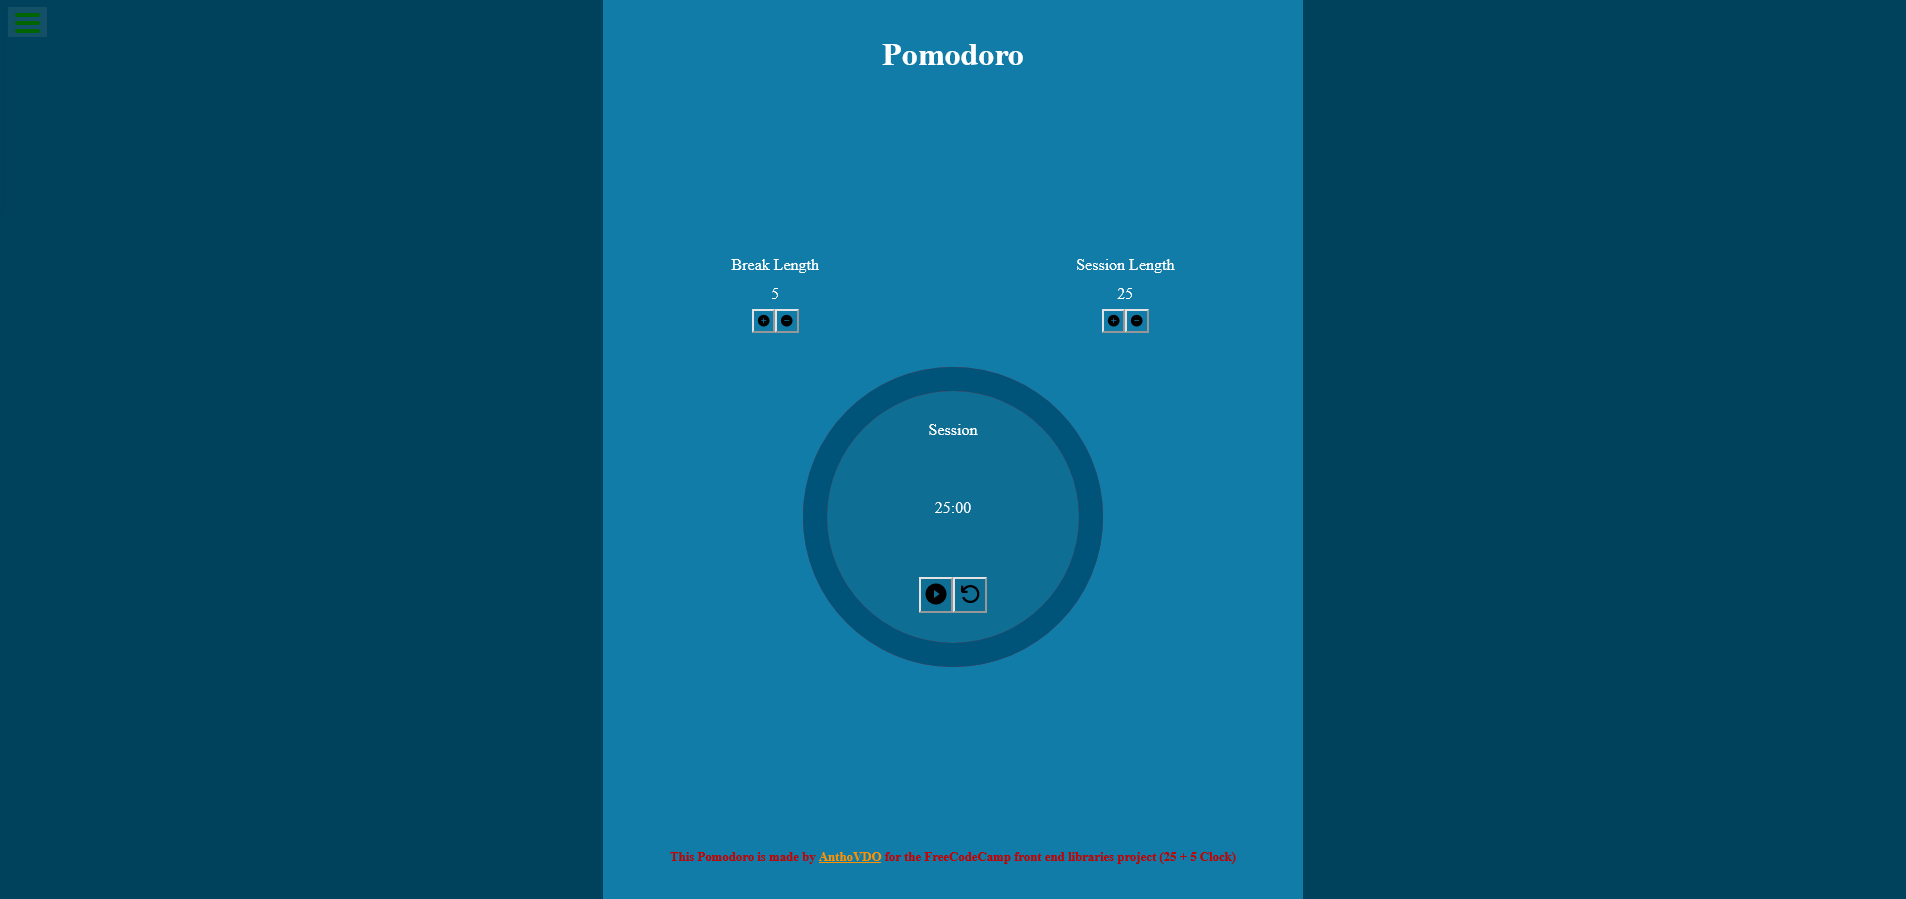 Pomodoro
Break Length
Session Length
5
25
Session
25:00
This Pomodoro is made by AnthoVDO for the FreeCodeCamp front end libraries project (25 + 5 Clock)